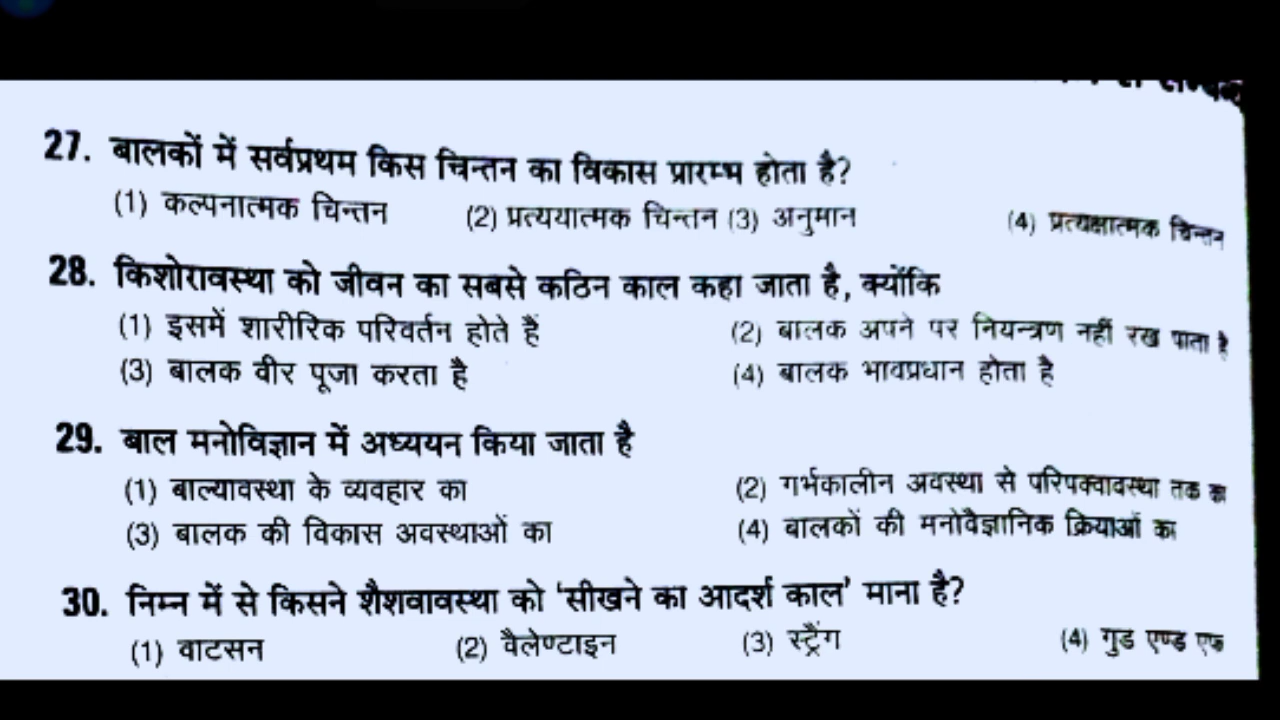 27. बालकों में सर्वप्रथम किस चिन्तन का विकास प्रारम्भ होता है?
(1) कल्पनात्मक चिन्तन (2) प्रत्ययात्मक चिन्तन (3) अनुमान (4) प्रत्यक्षात्मक चिन्तन
28. किशोरावस्था को जीवन का सबसे कठिन काल कहा जाता है, क्योंकि
(1) इसमें शारीरिक परिवर्तन होते हैं (2) बालक अपने पर नियन्त्रण नहीं रख पाता है
(3) बालक वीर पूजा करता है (4) बालक भावप्रधान होता है
29. बाल मनोविज्ञान में अध्ययन किया जाता है
(1) बाल्यावस्था के व्यवहार का (2) गर्भकालीन अवस्था से परिपक्वावस्था तक का
(3) बालक की विकास अवस्थाओं का (4) बालकों की मनोवैज्ञानिक क्रियाओं का
30. निम्न में से किसने शैशवावस्था को 'सीखने का आदर्श काल' माना है?
(1) वाटसन (2) वैलेण्टाइन (3) स्ट्रैंग (4) गुड एण्ड